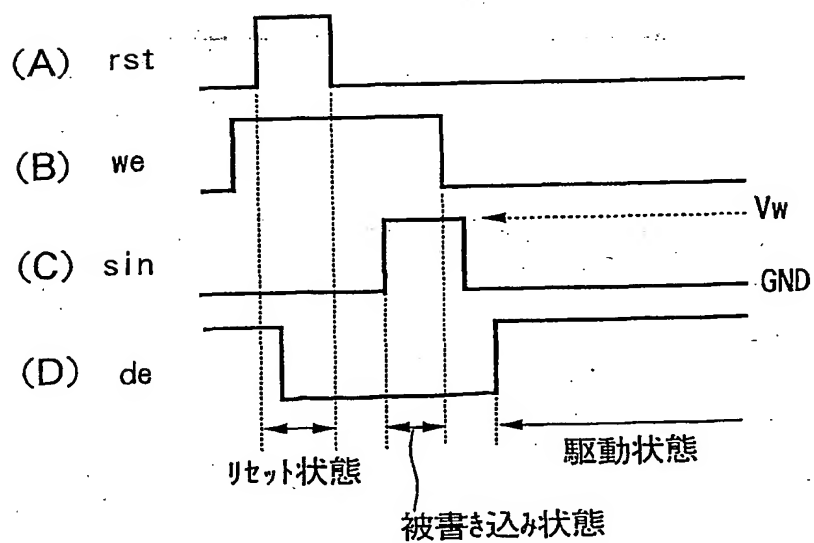 (A) rst
(B) we
Vw
(C) sin
GND
(D) de
リセット状態
駆動状態
被書き込み状態